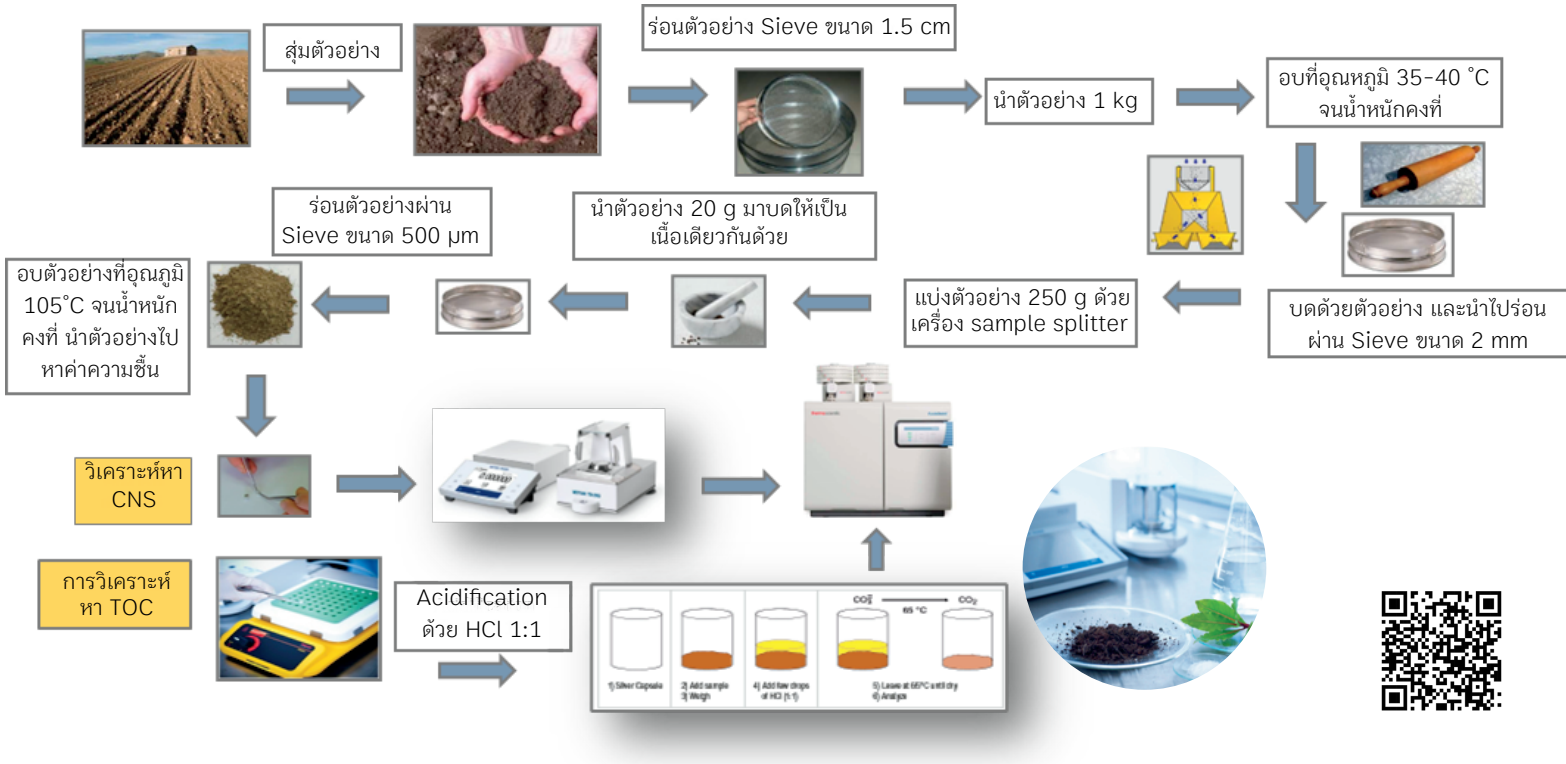 สุ่มตัวอย่าง
ร่อนตัวอย่าง Sieve ขนาด 1.5 cm
นำตัวอย่าง 1 kg
อบที่อุณหภูมิ 35-40 °C
จนน้ำหนักคงที่
บดด้วยตัวอย่าง และนำไปร่อน
ผ่าน Sieve ขนาด 2 mm
แบ่งตัวอย่าง 250 g ด้วย
เครื่อง sample splitter
นำตัวอย่าง 20 g มาบดให้เป็น
เนื้อเดียวกันด้วย
ร่อนตัวอย่างผ่าน
Sieve ขนาด 500 µm
อบตัวอย่างที่อุณภูมิ
105°C จนน้ำหนัก
คงที่ นำตัวอย่างไป
หาค่าความชื้น
วิเคราะห์หา
CNS
การวิเคราะห์
หา TOC
Acidification
ด้วย HCl 1:1
1) Silver Capsule
2) Add sample
3) Weigh
4) Add few drops
of HCl (1:1)
CO₃²⁻
65 °C
CO₂
5) Leave at 65°C until dry
6) Analyze